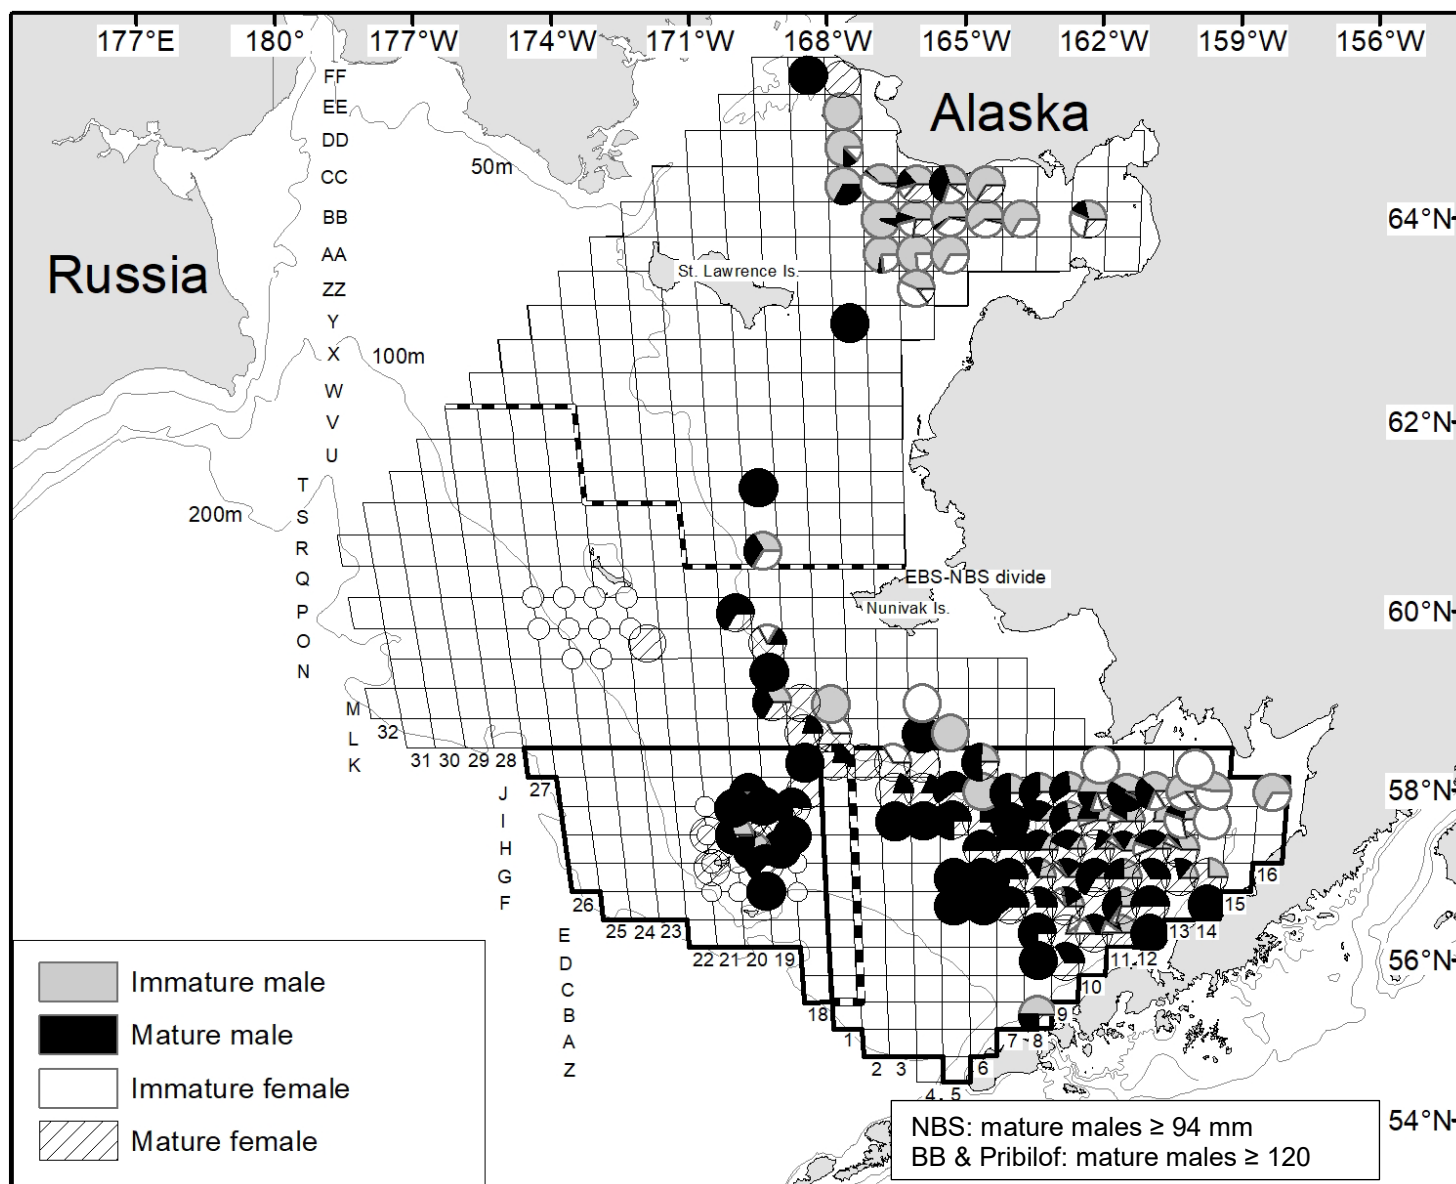 177°E 180° 177°W 174°W 171°W 168°W 165°W 162°W 159°W 156°W
FF
Alaska
EE
DD
50m
CC
BB
64°N
AA
Russia
St. Lawrence Is.
ZZ
Y
X
100m
W
V
62°N
U
T
200m
S
R
Q
EBS-NBS divide
P
Nunivak Is.
60°N
O
N
M
32
L
K
31 30 29 28
27
J
58°N
I
H
G
16
F
26
15
25 24 23
13 14
E
22 21 20 19
11 12
D
56°N
C
10
B
18
9
A
1
7 8
Z
2 3
6
4 5
Immature male
Mature male
Immature female
Mature female
54°N
NBS: mature males ≥ 94 mm
BB & Pribilof: mature males ≥ 120